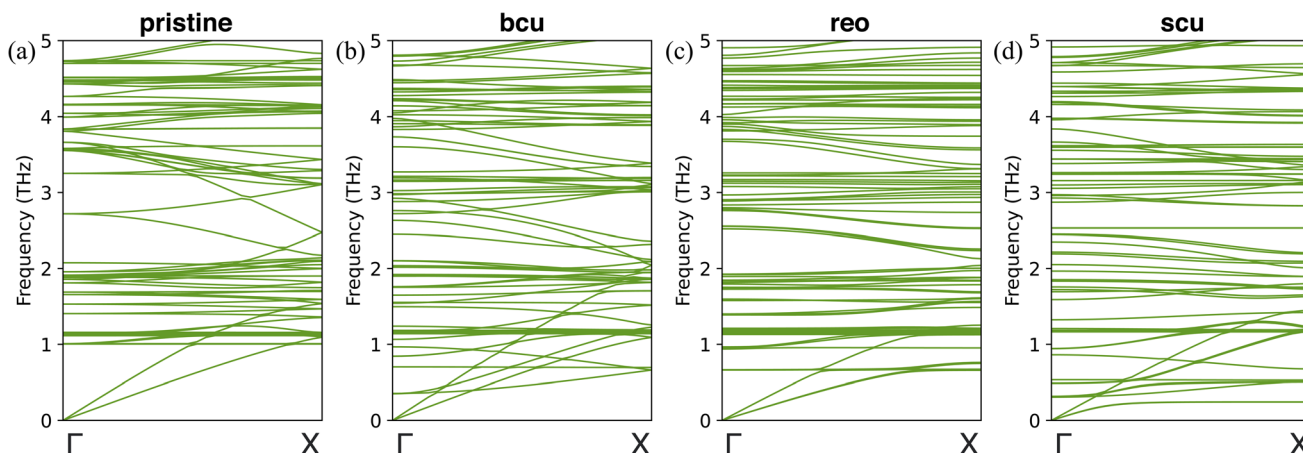 pristine
bcu
reo
scu
(a)
(b)
(c)
(d)
Frequency (THz)
5
4
3
2
1
0
Γ
X
Frequency (THz)
5
4
3
2
1
0
Γ
X
Frequency (THz)
5
4
3
2
1
0
Γ
X
Frequency (THz)
5
4
3
2
1
0
Γ
X